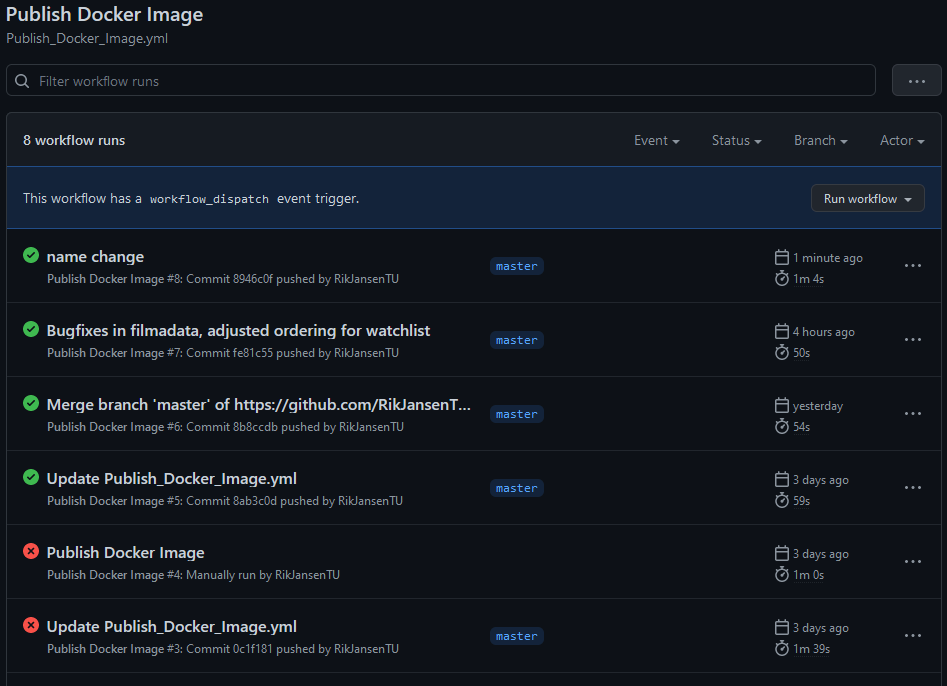 Publish Docker Image
Publish_Docker_Image.yml
Filter workflow runs
8 workflow runs Event Status Branch Actor
This workflow has a workflow_dispatch event trigger. Run workflow
name change
Publish Docker Image #8: Commit 8946c0f pushed by RikJansenTU
master
1 minute ago
1m 4s
Bugfixes in filmadata, adjusted ordering for watchlist
Publish Docker Image #7: Commit fe81c55 pushed by RikJansenTU
master
4 hours ago
50s
Merge branch 'master' of https://github.com/RikJansenT...
Publish Docker Image #6: Commit 8b8ccdb pushed by RikJansenTU
master
yesterday
54s
Update Publish_Docker_Image.yml
Publish Docker Image #5: Commit 8ab3c0d pushed by RikJansenTU
master
3 days ago
59s
Publish Docker Image
Publish Docker Image #4: Manually run by RikJansenTU
3 days ago
1m 0s
Update Publish_Docker_Image.yml
Publish Docker Image #3: Commit 0c1f181 pushed by RikJansenTU
master
3 days ago
1m 39s